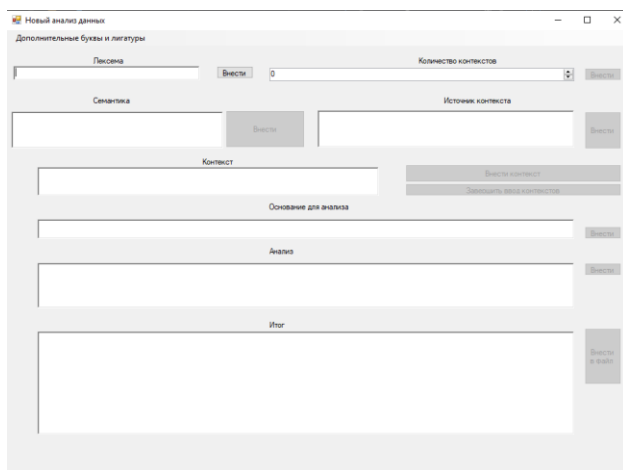 Новый анализ данных
Дополнительные буквы и лигатуры
Лексема
Количество контекстов
Внести
0
Внести
Семантика
Источник контекста
Внести
Внести
Контекст
Внести контекст
Завершить ввод контекстов
Основание для анализа
Внести
Анализ
Внести
Итог
Внести
в файл